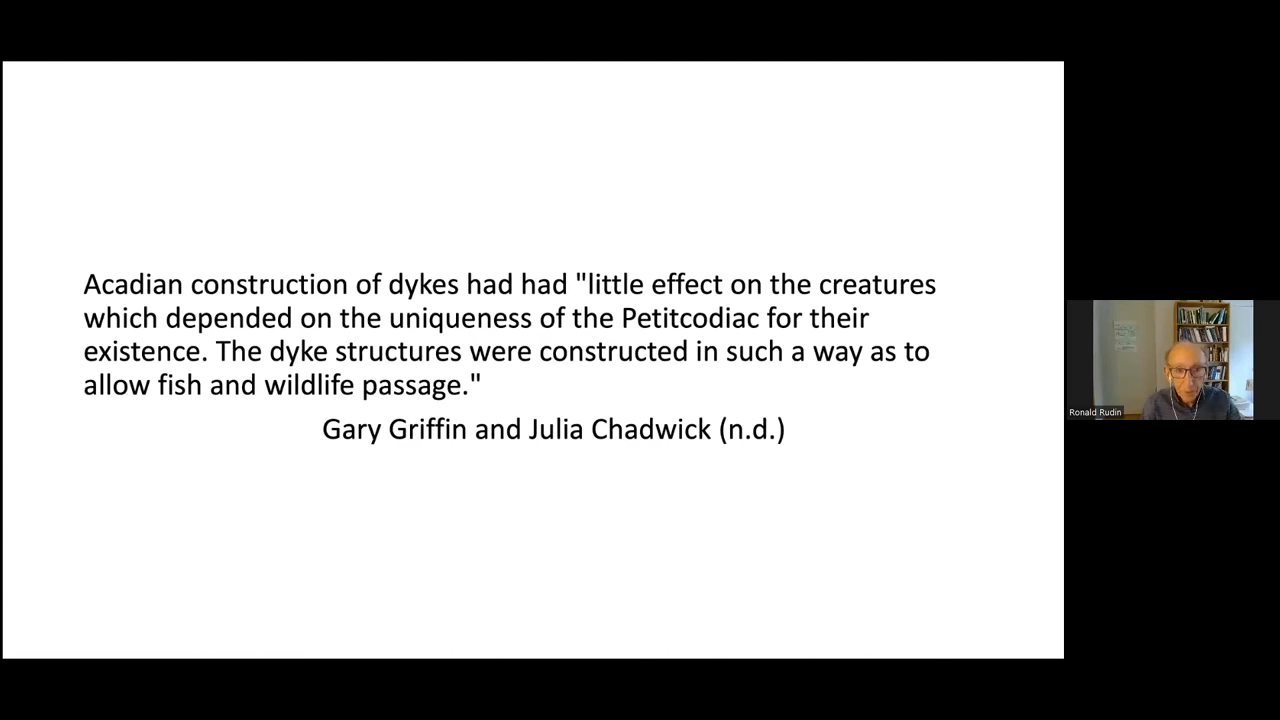 Acadian construction of dykes had had "little effect on the creatures
which depended on the uniqueness of the Petitcodiac for their
existence. The dyke structures were constructed in such a way as to
allow fish and wildlife passage."
Gary Griffin and Julia Chadwick (n.d.)
Ronald Rudin